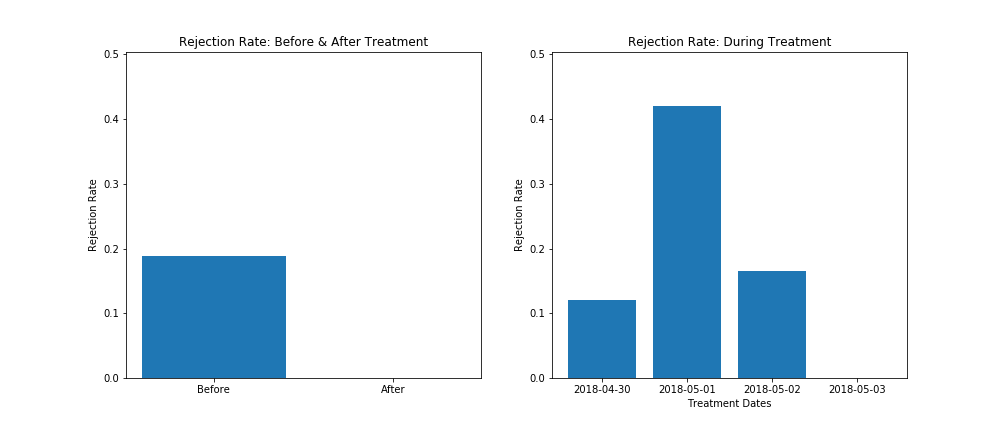 Rejection Rate: Before & After Treatment
0.5
0.4
0.3
0.2
0.1
0.0
Rejection Rate
Before After
Rejection Rate: During Treatment
0.5
0.4
0.3
0.2
0.1
0.0
Rejection Rate
2018-04-30 2018-05-01 2018-05-02 2018-05-03
Treatment Dates